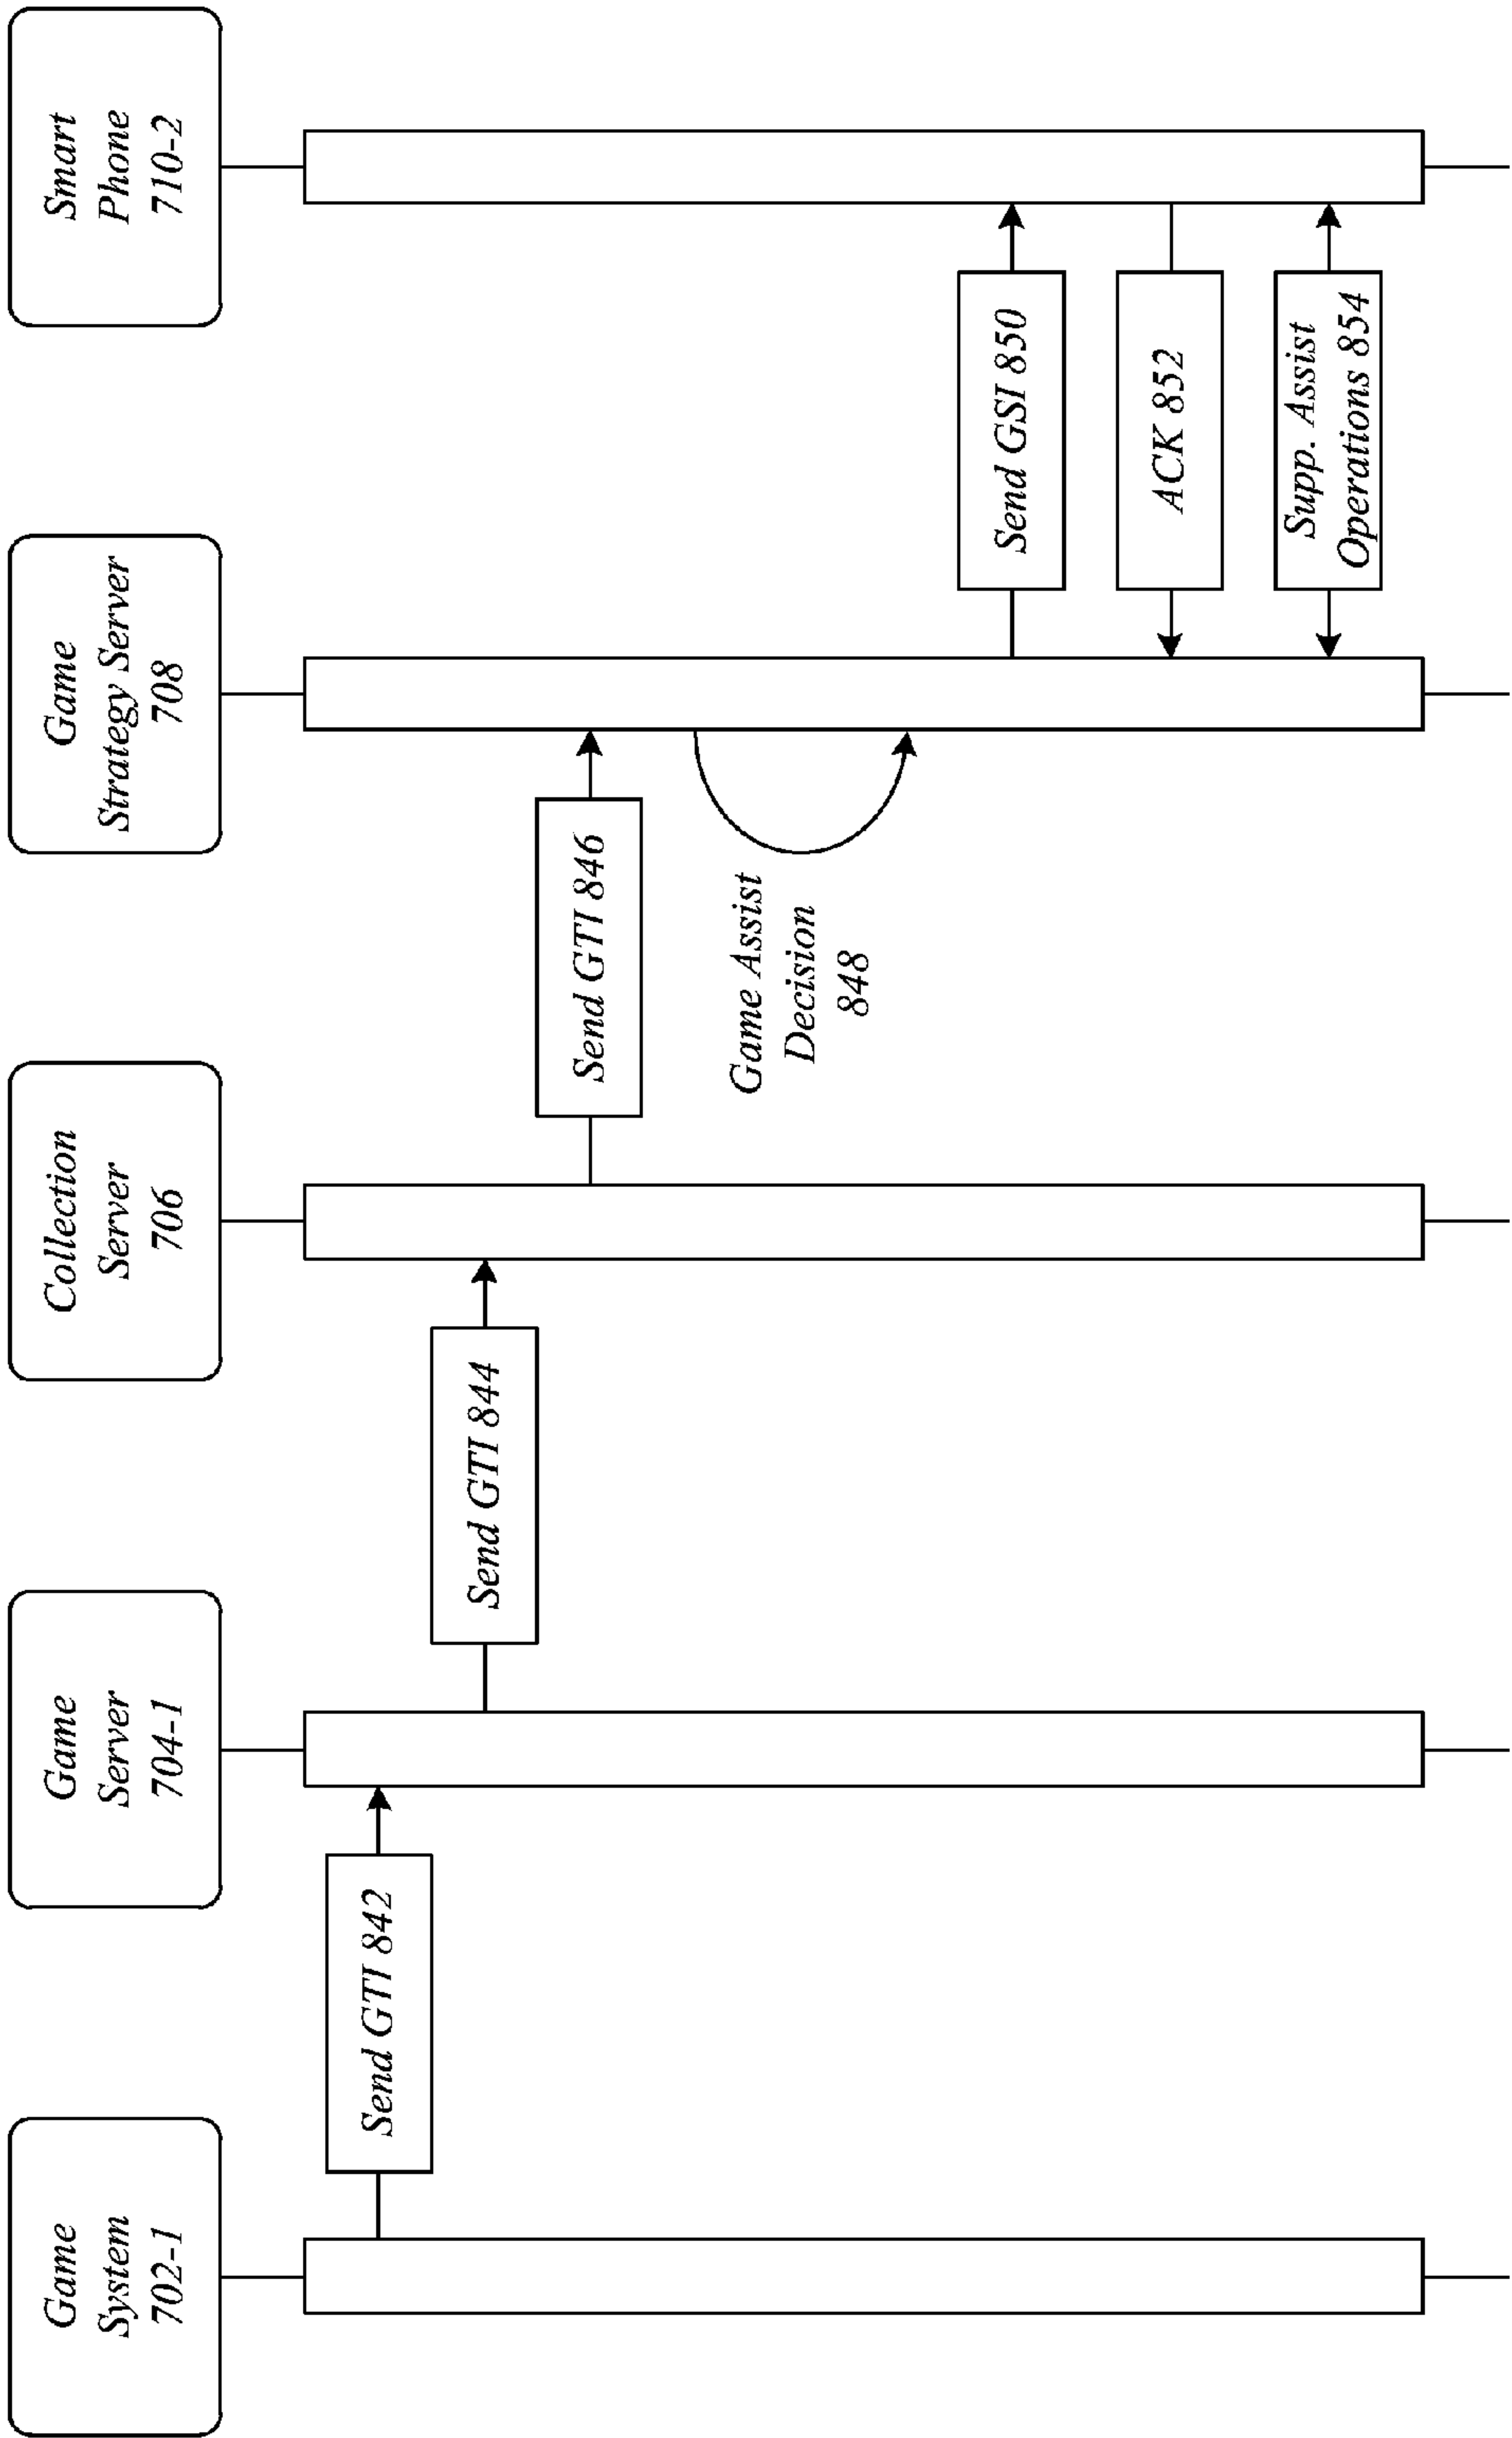 Game
System
702-1
Game
Server
704-1
Collection
Server
706
Game
Strategy Server
708
Smart
Phone
710-2
Send GTI 842
Send GTI 844
Send GTI 846
Game Assist
Decision
848
Send GSI 850
ACK 852
Supp. Assist
Operations 854